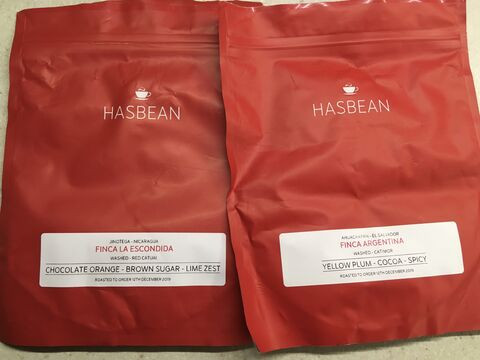 HASBEAN
JINOTEGA - NICARAGUA
FINCA LA ESCONDIDA
WASHED - RED CATUAI
CHOCOLATE ORANGE - BROWN SUGAR - LIME ZEST
ROASTED TO ORDER 10TH DECEMBER 2019
HASBEAN
AHUACHAPAN - EL SALVADOR
FINCA ARGENTINA
WASHED - CATIMOR
YELLOW PLUM - COCOA - SPICY
ROASTED TO ORDER 12TH DECEMBER 2019